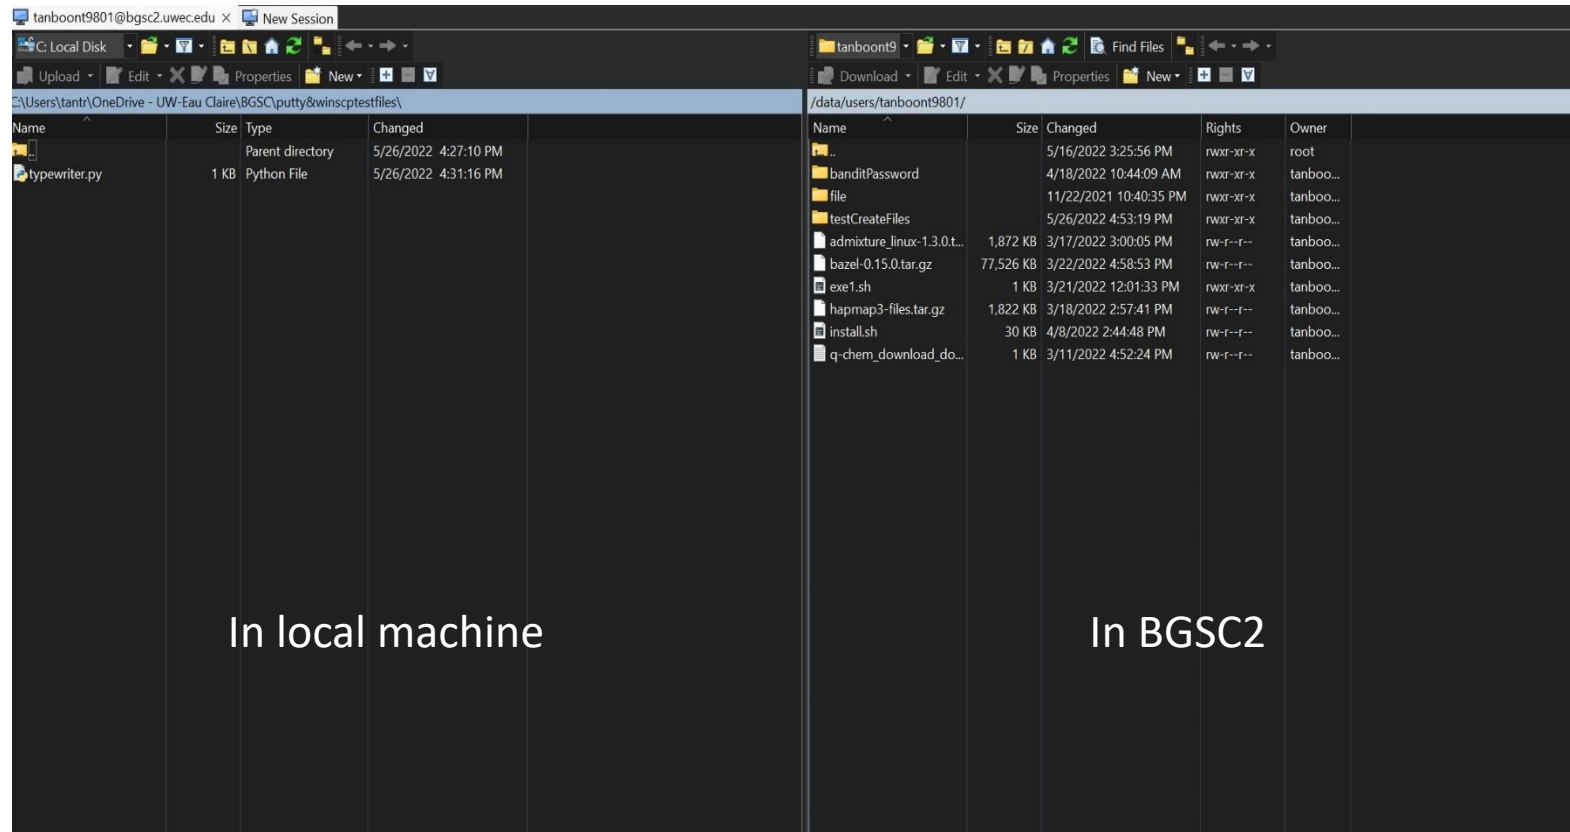 tanboont9801@bgsc2.uwec.edu × New Session
C: Local Disk
Upload Edit Properties New
C:\Users\tantr\OneDrive - UW-Eau Claire\BGSC\putty&winscptestfiles\
Name Size Type Changed
.. Parent directory 5/26/2022 4:27:10 PM
typewriter.py 1 KB Python File 5/26/2022 4:31:16 PM
In local machine
tanboont9 Find Files
Download Edit Properties New
/data/users/tanboont9801/
Name Size Changed Rights Owner
.. 5/16/2022 3:25:56 PM rwxr-xr-x root
banditPassword 4/18/2022 10:44:09 AM rwxr-xr-x tanboo...
file 11/22/2021 10:40:35 PM rwxr-xr-x tanboo...
testCreateFiles 5/26/2022 4:53:19 PM rwxr-xr-x tanboo...
admixture_linux-1.3.0.t... 1,872 KB 3/17/2022 3:00:05 PM rw-r--r-- tanboo...
bazel-0.15.0.tar.gz 77,526 KB 3/22/2022 4:58:53 PM rw-r--r-- tanboo...
exe1.sh 1 KB 3/21/2022 12:01:33 PM rwxr-xr-x tanboo...
hapmap3-files.tar.gz 1,822 KB 3/18/2022 2:57:41 PM rw-r--r-- tanboo...
install.sh 30 KB 4/8/2022 2:44:48 PM rw-r--r-- tanboo...
q-chem_download_do... 1 KB 3/11/2022 4:52:24 PM rw-r--r-- tanboo...
In BGSC2